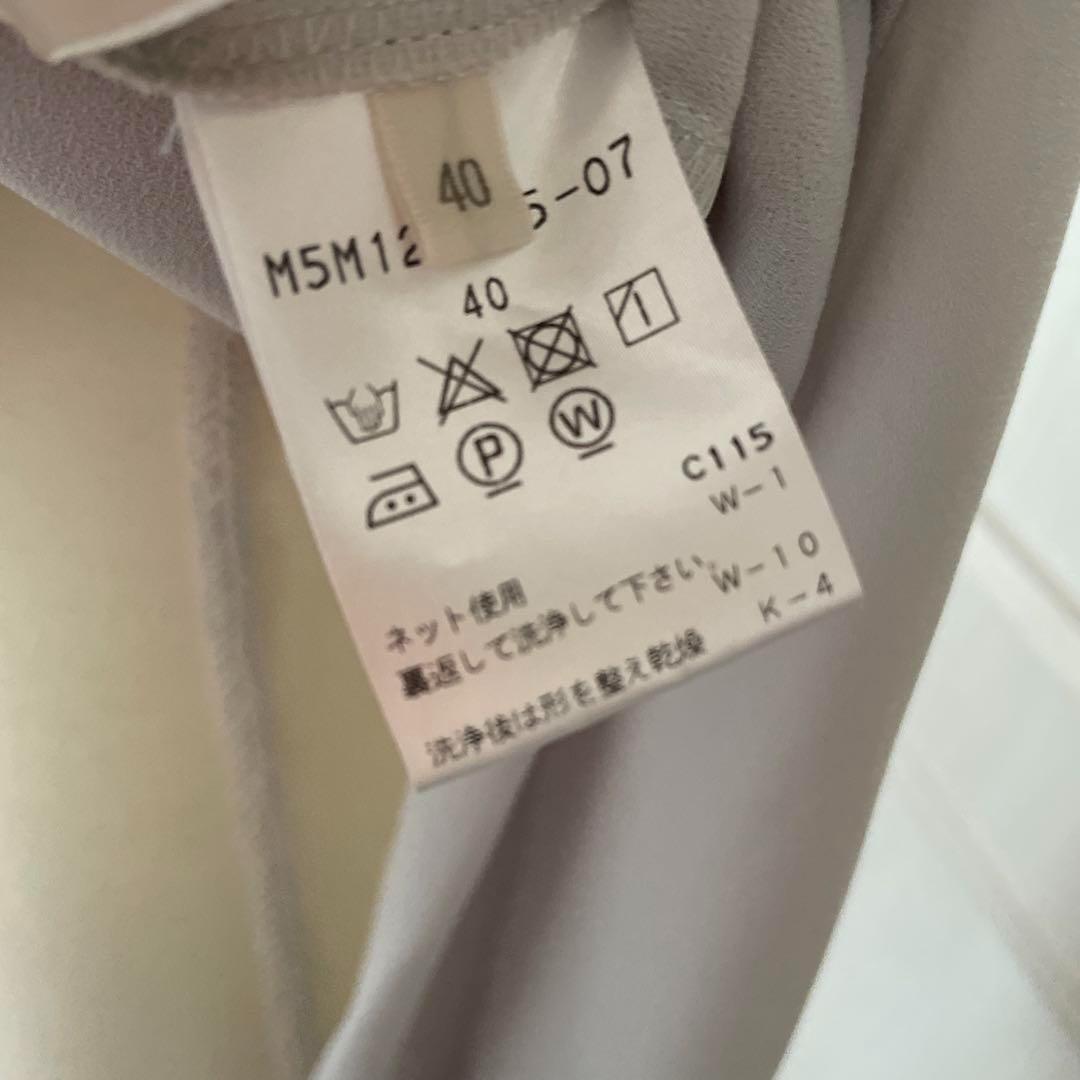 40
M5M12 5-07
40
P
W
C115
W-1
W-10
K-4
ネット使用
裏返して洗浄して下さい。
洗浄後は形を整え乾燥